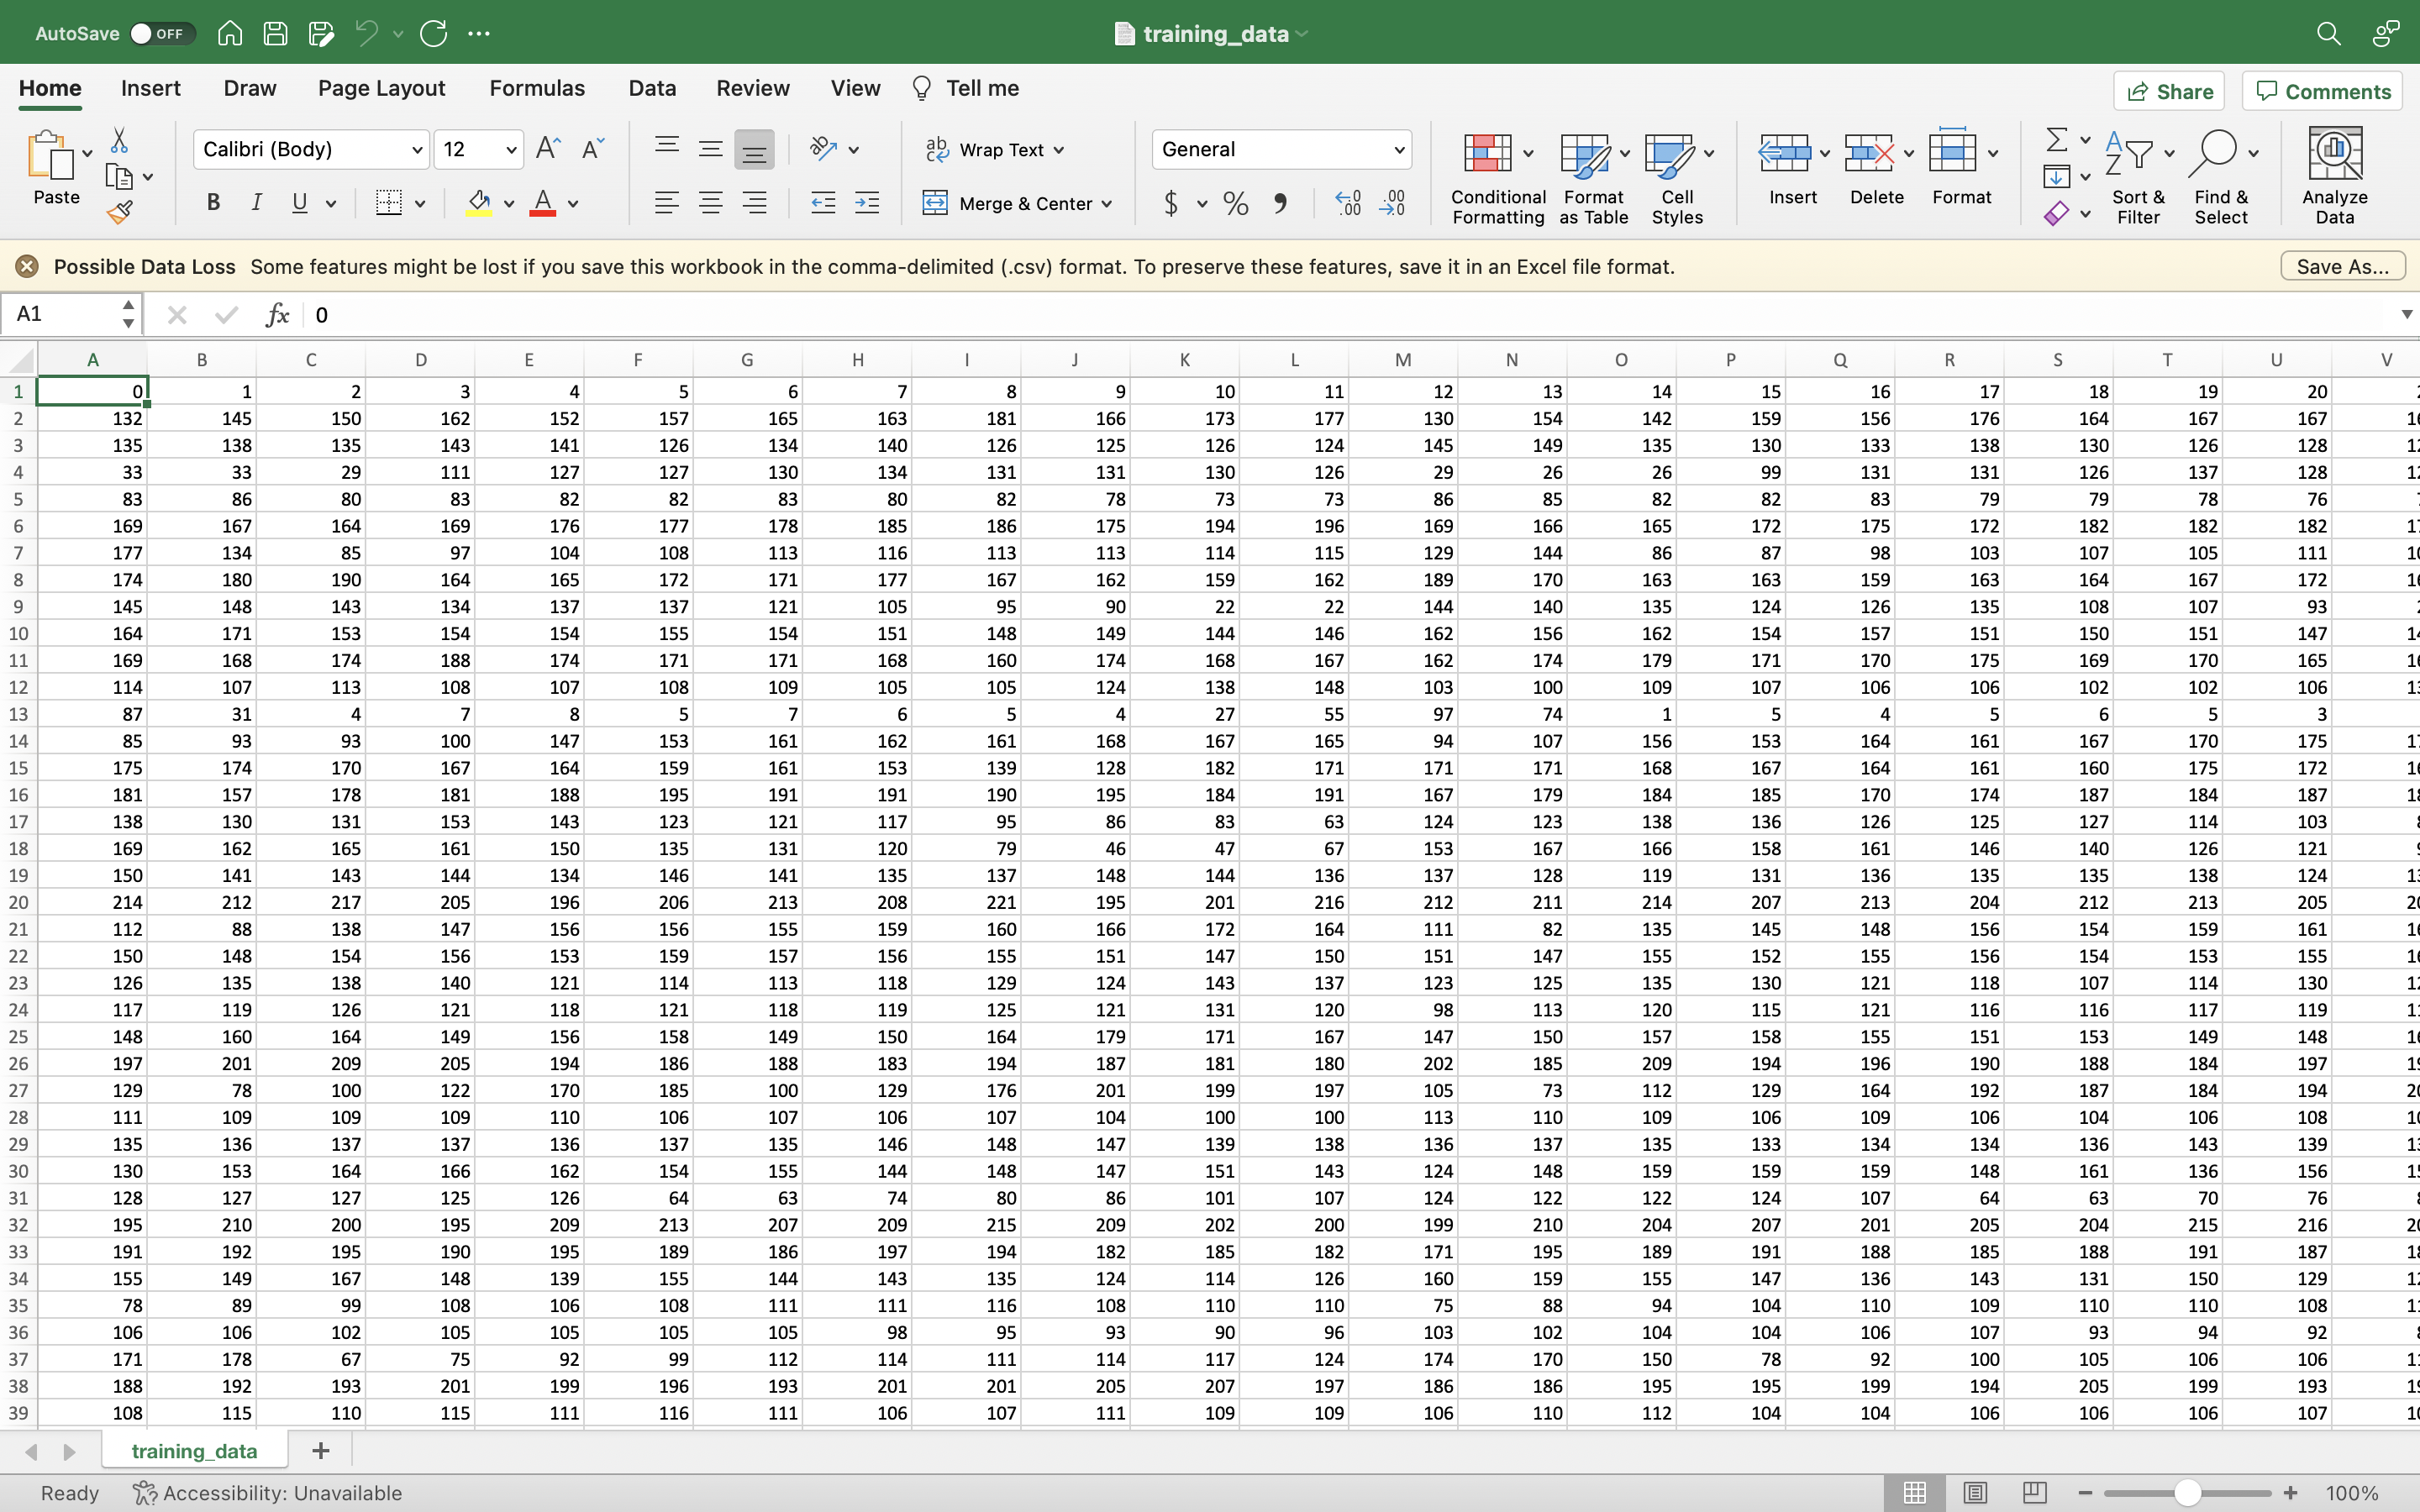 AutoSave OFF training_data
Home Insert Draw Page Layout Formulas Data Review View Tell me Share Comments
Paste Calibri (Body) 12 Wrap Text General
B I U Merge & Center $ % Conditional Formatting Format as Table Cell Styles Insert Delete Format Sort & Filter Find & Select Analyze Data
Possible Data Loss Some features might be lost if you save this workbook in the comma-delimited (.csv) format. To preserve these features, save it in an Excel file format. Save As...
A1 fx 0
A B C D E F G H I J K L M N O P Q R S T U V
1 0 1 2 3 4 5 6 7 8 9 10 11 12 13 14 15 16 17 18 19 20
2 132 145 150 162 152 157 165 163 181 166 173 177 130 154 142 159 156 176 164 167 167
3 135 138 135 143 141 126 134 140 126 125 126 124 145 149 135 130 133 138 130 126 128
4 33 33 29 111 127 127 130 134 131 131 130 126 29 26 26 99 131 131 126 137 128
5 83 86 80 83 82 82 83 80 82 78 73 73 86 85 82 82 83 79 79 78 76
6 169 167 164 169 176 177 178 185 186 175 194 196 169 166 165 172 175 172 182 182 182
7 177 134 85 97 104 108 113 116 113 113 114 115 129 144 86 87 98 103 107 105 111
8 174 180 190 164 165 172 171 177 167 162 159 162 189 170 163 163 159 163 164 167 172
9 145 148 143 134 137 137 121 105 95 90 22 22 144 140 135 124 126 135 108 107 93
10 164 171 153 154 154 155 154 151 148 149 144 146 162 156 162 154 157 151 150 151 147
11 169 168 174 188 174 171 171 168 160 174 168 167 162 174 179 171 170 175 169 170 165
12 114 107 113 108 107 108 109 105 105 124 138 148 103 100 109 107 106 106 102 102 106
13 87 31 4 7 8 5 7 6 5 4 27 55 97 74 1 5 4 5 6 5 3
14 85 93 93 100 147 153 161 162 161 168 167 165 94 107 156 153 164 161 167 170 175
15 175 174 170 167 164 159 161 153 139 128 182 171 171 171 168 167 164 161 160 175 172
16 181 157 178 181 188 195 191 191 190 195 184 191 167 179 184 185 170 174 187 184 187
17 138 130 131 153 143 123 121 117 95 86 83 63 124 123 138 136 126 125 127 114 103
18 169 162 165 161 150 135 131 120 79 46 47 67 153 167 166 158 161 146 140 126 121
19 150 141 143 144 134 146 141 135 137 148 144 136 137 128 119 131 136 135 135 138 124
20 214 212 217 205 196 206 213 208 221 195 201 216 212 211 214 207 213 204 212 213 205
21 112 88 138 147 156 156 155 159 160 166 172 164 111 82 135 145 148 156 154 159 161
22 150 148 154 156 153 159 157 156 155 151 147 150 151 147 155 152 155 156 154 153 155
23 126 135 138 140 121 114 113 118 129 124 143 137 123 125 135 130 121 118 107 114 130
24 117 119 126 121 118 121 118 119 125 121 131 120 98 113 120 115 121 116 116 117 119
25 148 160 164 149 156 158 149 150 164 179 171 167 147 150 157 158 155 151 153 149 148
26 197 201 209 205 194 186 188 183 194 187 181 180 202 185 209 194 196 190 188 184 197
27 129 78 100 122 170 185 100 129 176 201 199 197 105 73 112 129 164 192 187 184 194
28 111 109 109 109 110 106 107 106 107 104 100 100 113 110 109 106 109 106 104 106 108
29 135 136 137 137 136 137 135 146 148 147 139 138 136 137 135 133 134 134 136 143 139
30 130 153 164 166 162 154 155 144 148 147 151 143 124 148 159 159 159 148 161 136 156
31 128 127 127 125 126 64 63 74 80 86 101 107 124 122 122 124 107 64 63 70 76
32 195 210 200 195 209 213 207 209 215 209 202 200 199 210 204 207 201 205 204 215 216
33 191 192 195 190 195 189 186 197 194 182 185 182 171 195 189 191 188 185 188 191 187
34 155 149 167 148 139 155 144 143 135 124 114 126 160 159 155 147 136 143 131 150 129
35 78 89 99 108 106 108 111 111 116 108 110 110 75 88 94 104 110 109 110 110 108
36 106 106 102 105 105 105 105 98 95 93 90 96 103 102 104 104 106 107 93 94 92
37 171 178 67 75 92 99 112 114 111 114 117 124 174 170 150 78 92 100 105 106 106
38 188 192 193 201 199 196 193 201 201 205 207 197 186 186 195 195 199 194 205 199 193
39 108 115 110 115 111 116 111 106 107 111 109 109 106 110 112 104 104 106 106 106 107
training_data
Ready Accessibility: Unavailable 100%